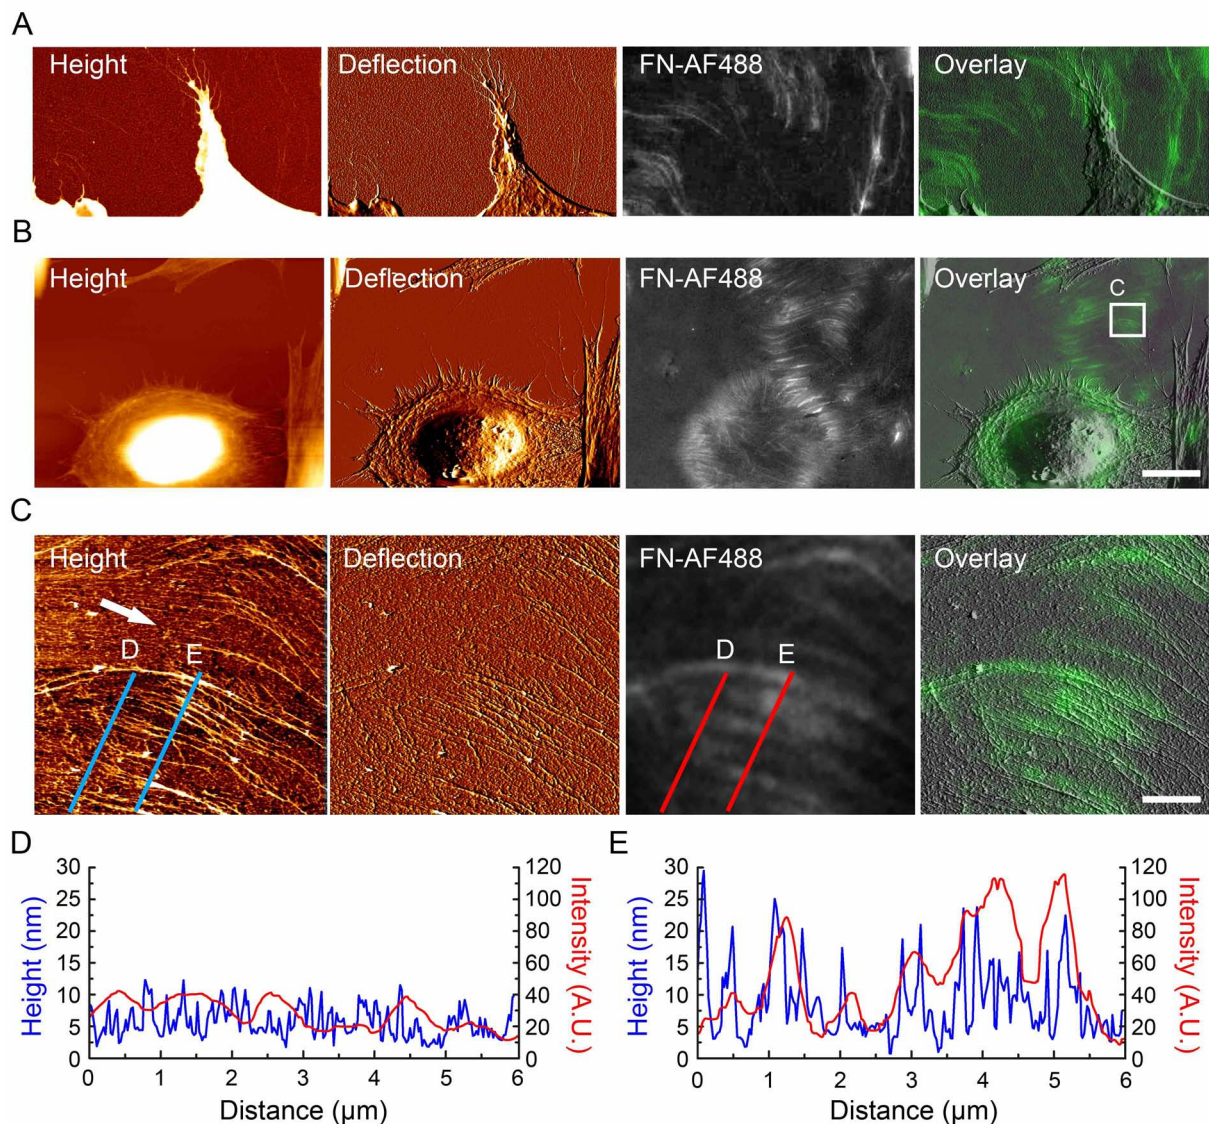 A
Height Deflection FN-AF488 Overlay
B
Height Deflection FN-AF488 Overlay
C
C
Height Deflection FN-AF488 Overlay
D E D E
D E
30 120 30 120
25 100 25 100
20 80 20 80
15 60 15 60
10 40 10 40
5 20 5 20
0 0 0 0
Height (nm) Intensity (A.U.) Height (nm) Intensity (A.U.)
0 1 2 3 4 5 6 0 1 2 3 4 5 6
Distance (µm) Distance (µm)